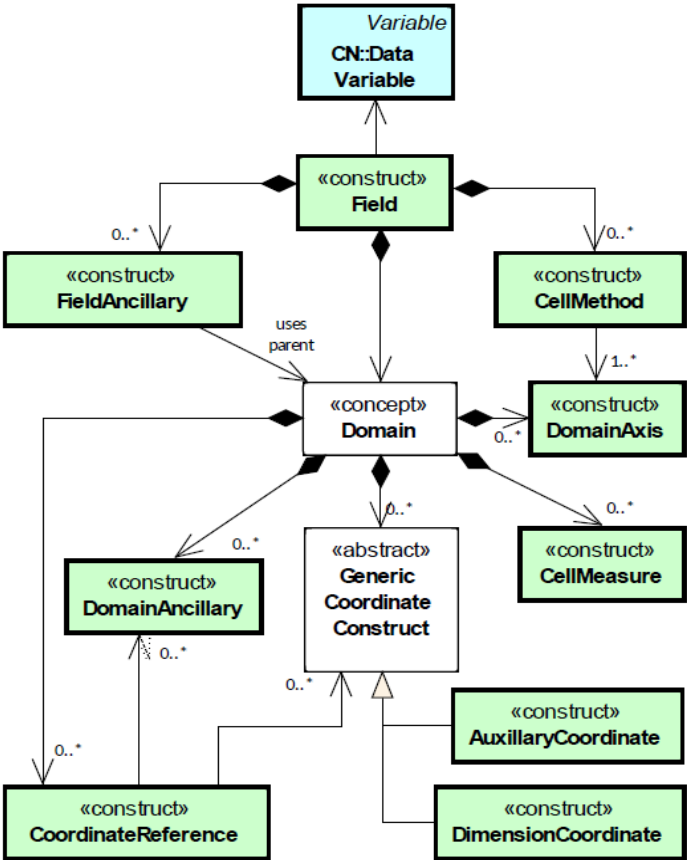 Variable
CN::Data
Variable
«construct»
Field
0..*
0..*
«construct»
FieldAncillary
«construct»
CellMethod
uses
parent
1..*
«concept»
Domain
0..*
«construct»
DomainAxis
0..*
0..*
0..*
«construct»
DomainAncillary
«abstract»
Generic
Coordinate
Construct
«construct»
CellMeasure
0..*
0..*
0..*
«construct»
AuxillaryCoordinate
«construct»
CoordinateReference
«construct»
DimensionCoordinate